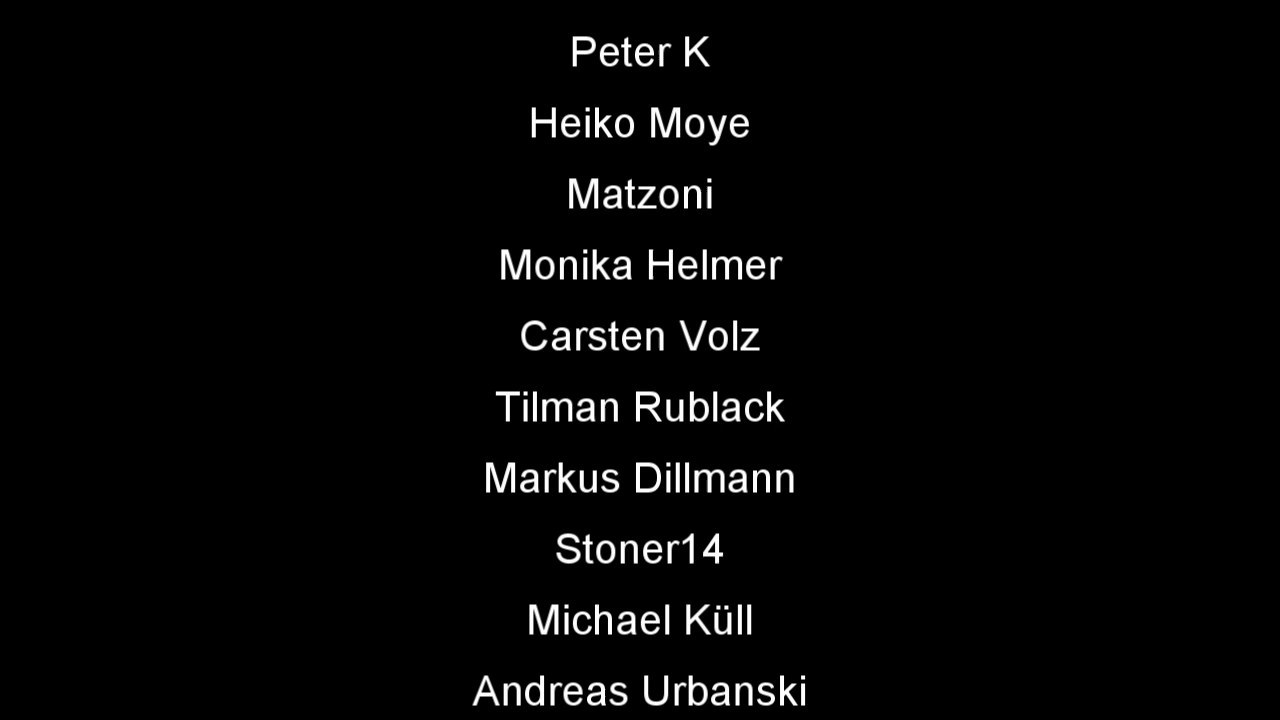 Peter K
Heiko Moye
Matzoni
Monika Helmer
Carsten Volz
Tilman Rublack
Markus Dillmann
Stoner14
Michael Küll
Andreas Urbanski